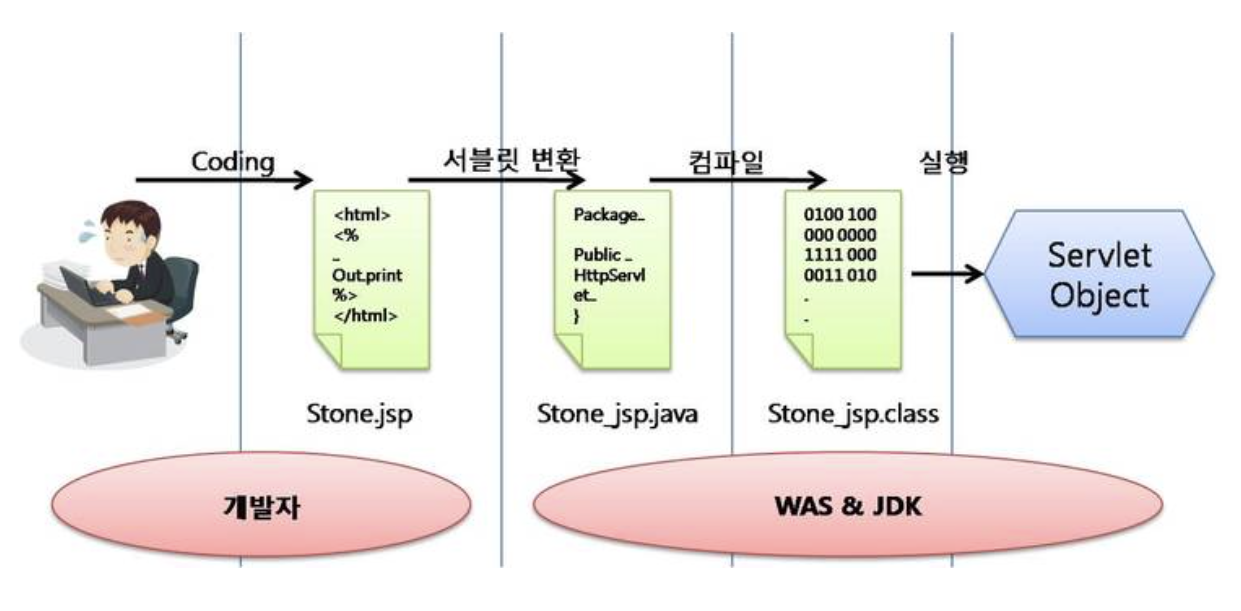 Coding
서블릿 변환
컴파일
실행
<html>
<%
..
Out.print
%>
</html>
Package..
Public ..
HttpServl
et..
}
0100 100
000 0000
1111 000
0011 010
.
.
Servlet
Object
Stone.jsp
Stone_jsp.java
Stone_jsp.class
개발자
WAS & JDK